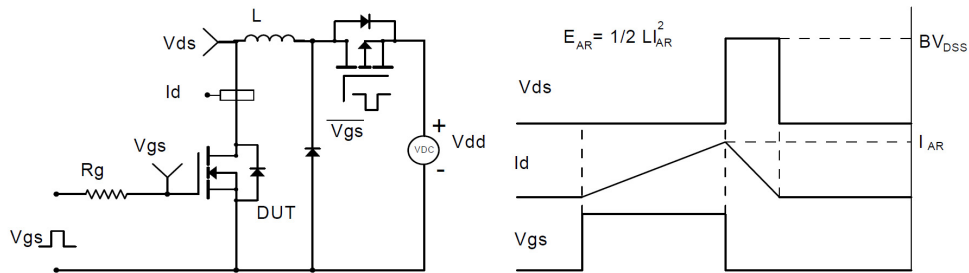 L
Vds
Id
Vgs
Rg
DUT
Vgs
Vgs
+
VDC
Vdd
-
E_AR = 1/2 LI_AR^2
BV_DSS
Vds
I_AR
Id
Vgs